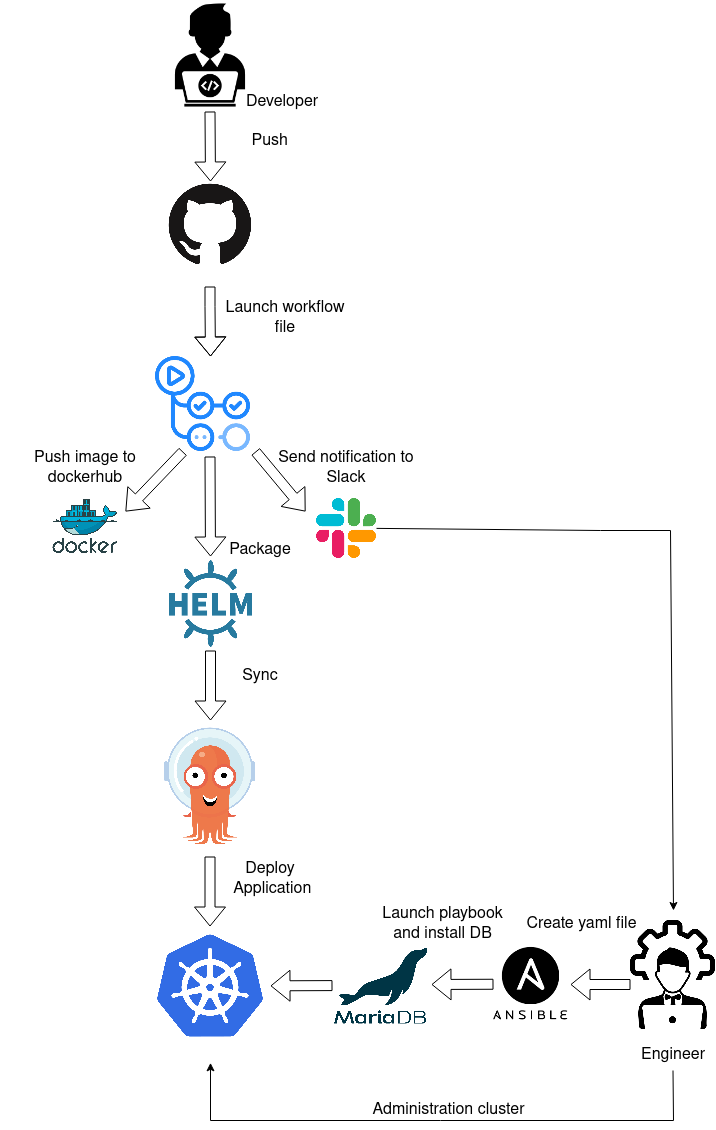 Developer
Push
Launch workflow
file
Push image to
dockerhub
Send notification to
Slack
docker
Package
HELM
Sync
Deploy
Application
Launch playbook
and install DB
Create yaml file
MariaDB
ANSIBLE
Engineer
Administration cluster